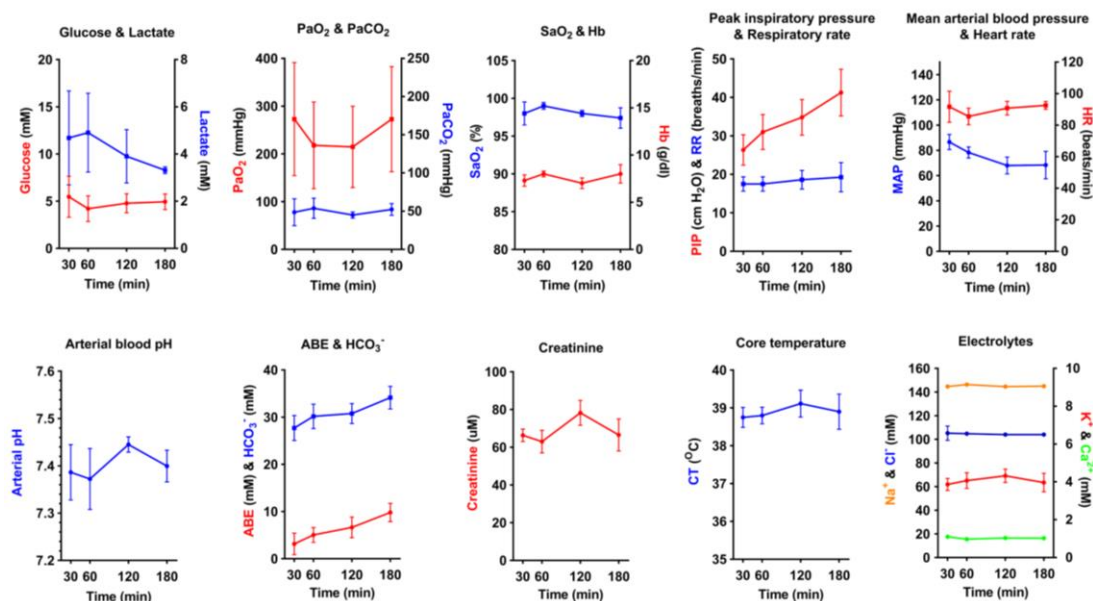 Glucose & Lactate
20
15
10
5
0
Glucose (mM)
8
6
4
2
0
Lactate (mM)
30 60 120 180
Time (min)
PaO₂ & PaCO₂
400
300
200
100
0
PaO₂ (mmHg)
250
200
150
100
50
0
PaCO₂ (mmHg)
30 60 120 180
Time (min)
SaO₂ & Hb
100
95
90
85
80
SaO₂ (%)
20
15
10
5
0
Hb (g/dl)
30 60 120 180
Time (min)
Peak inspiratory pressure
& Respiratory rate
50
40
30
20
10
0
PIP (cm H₂O) & RR (breaths/min)
30 60 120 180
Time (min)
Mean arterial blood pressure
& Heart rate
140
120
100
80
60
40
20
0
MAP (mmHg)
120
100
80
60
40
20
0
HR (beats/min)
30 60 120 180
Time (min)
Arterial blood pH
7.6
7.5
7.4
7.3
7.2
Arterial pH
30 60 120 180
Time (min)
ABE & HCO₃⁻
40
30
20
10
0
ABE (mM) & HCO₃⁻ (mM)
30 60 120 180
Time (min)
Creatinine
100
80
60
40
20
0
Creatinine (uM)
30 60 120 180
Time (min)
Core temperature
40
39
38
37
36
35
CT (⁰C)
30 60 120 180
Time (min)
Electrolytes
160
140
120
100
80
60
40
20
0
Na⁺ & Cl⁻ (mM)
10
8
6
4
2
0
K⁺ & Ca²⁺ (mM)
30 60 120 180
Time (min)